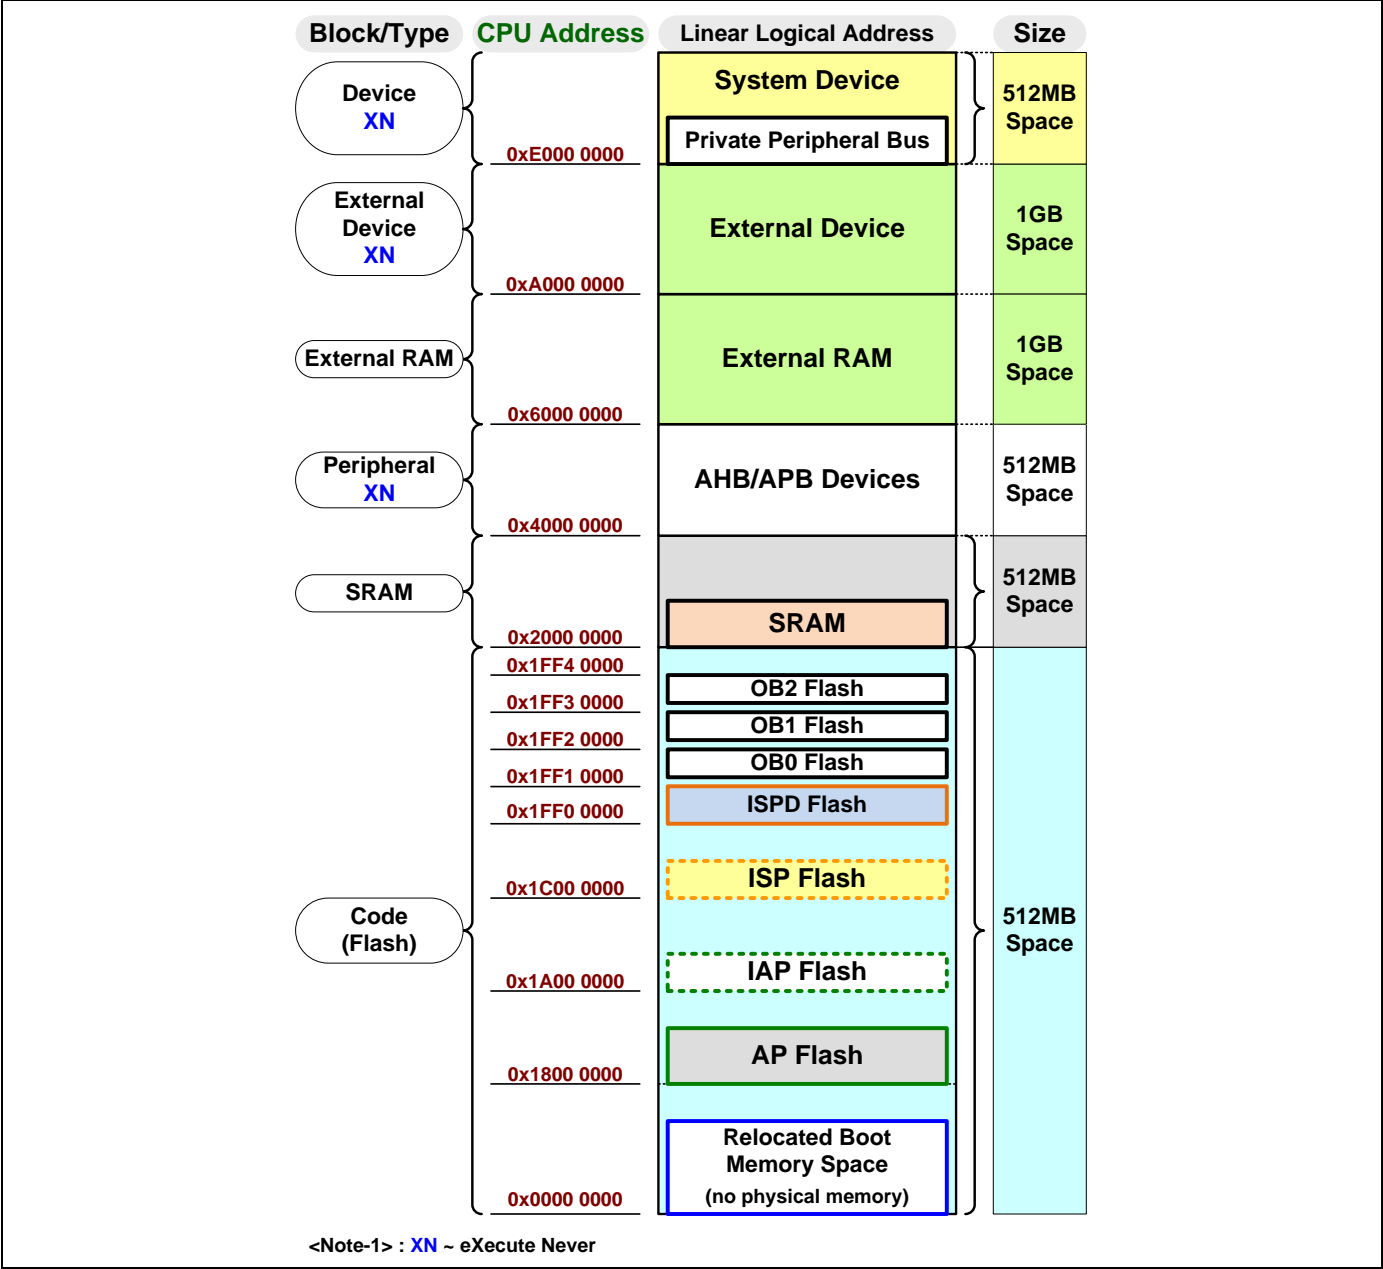 Block/Type CPU Address Linear Logical Address Size
System Device
Device
XN
512MB
Space
Private Peripheral Bus
0xE000 0000
External
Device
XN
External Device
1GB
Space
0xA000 0000
External RAM
External RAM
1GB
Space
0x6000 0000
Peripheral
XN
AHB/APB Devices
512MB
Space
0x4000 0000
SRAM
512MB
Space
SRAM
0x2000 0000
0x1FF4 0000
OB2 Flash
0x1FF3 0000
OB1 Flash
0x1FF2 0000
OB0 Flash
0x1FF1 0000
ISPD Flash
0x1FF0 0000
ISP Flash
0x1C00 0000
Code
(Flash)
512MB
Space
IAP Flash
0x1A00 0000
AP Flash
0x1800 0000
Relocated Boot
Memory Space
(no physical memory)
0x0000 0000
<Note-1> : XN ~ eXecute Never